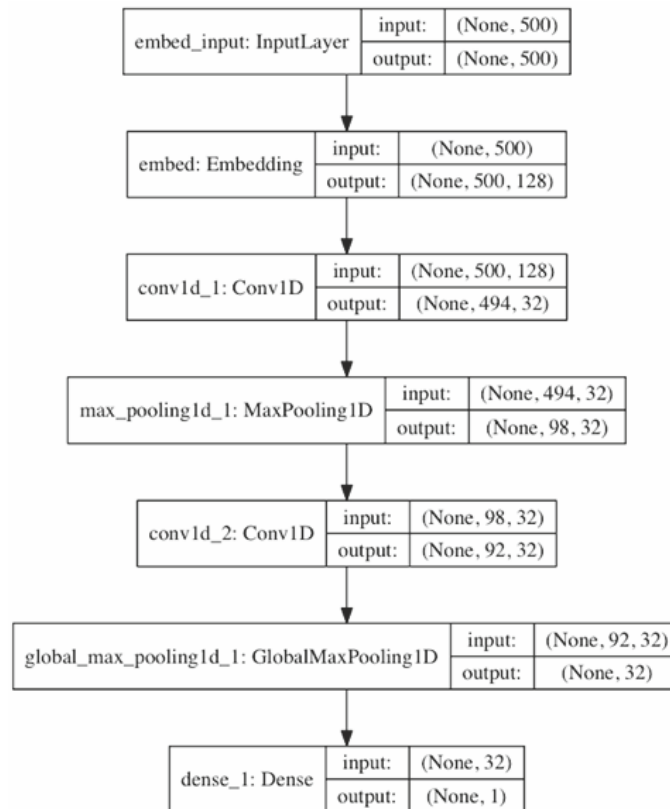 embed_input: InputLayer
input: (None, 500)
output: (None, 500)
embed: Embedding
input: (None, 500)
output: (None, 500, 128)
conv1d_1: Conv1D
input: (None, 500, 128)
output: (None, 494, 32)
max_pooling1d_1: MaxPooling1D
input: (None, 494, 32)
output: (None, 98, 32)
conv1d_2: Conv1D
input: (None, 98, 32)
output: (None, 92, 32)
global_max_pooling1d_1: GlobalMaxPooling1D
input: (None, 92, 32)
output: (None, 32)
dense_1: Dense
input: (None, 32)
output: (None, 1)